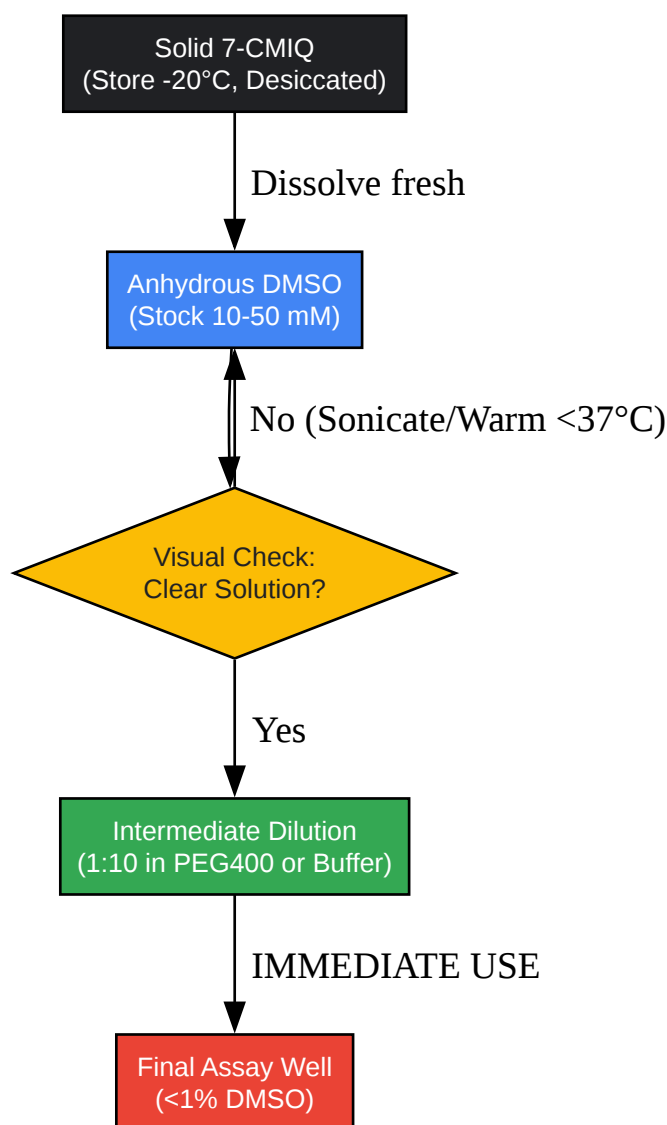 Solid 7-CMIQ
(Store -20°C, Desiccated)
Dissolve fresh
Anhydrous DMSO
(Stock 10-50 mM)
No (Sonicate/Warm <37°C)
Visual Check:
Clear Solution?
Yes
Intermediate Dilution
(1:10 in PEG400 or Buffer)
IMMEDIATE USE
Final Assay Well
(<1% DMSO)